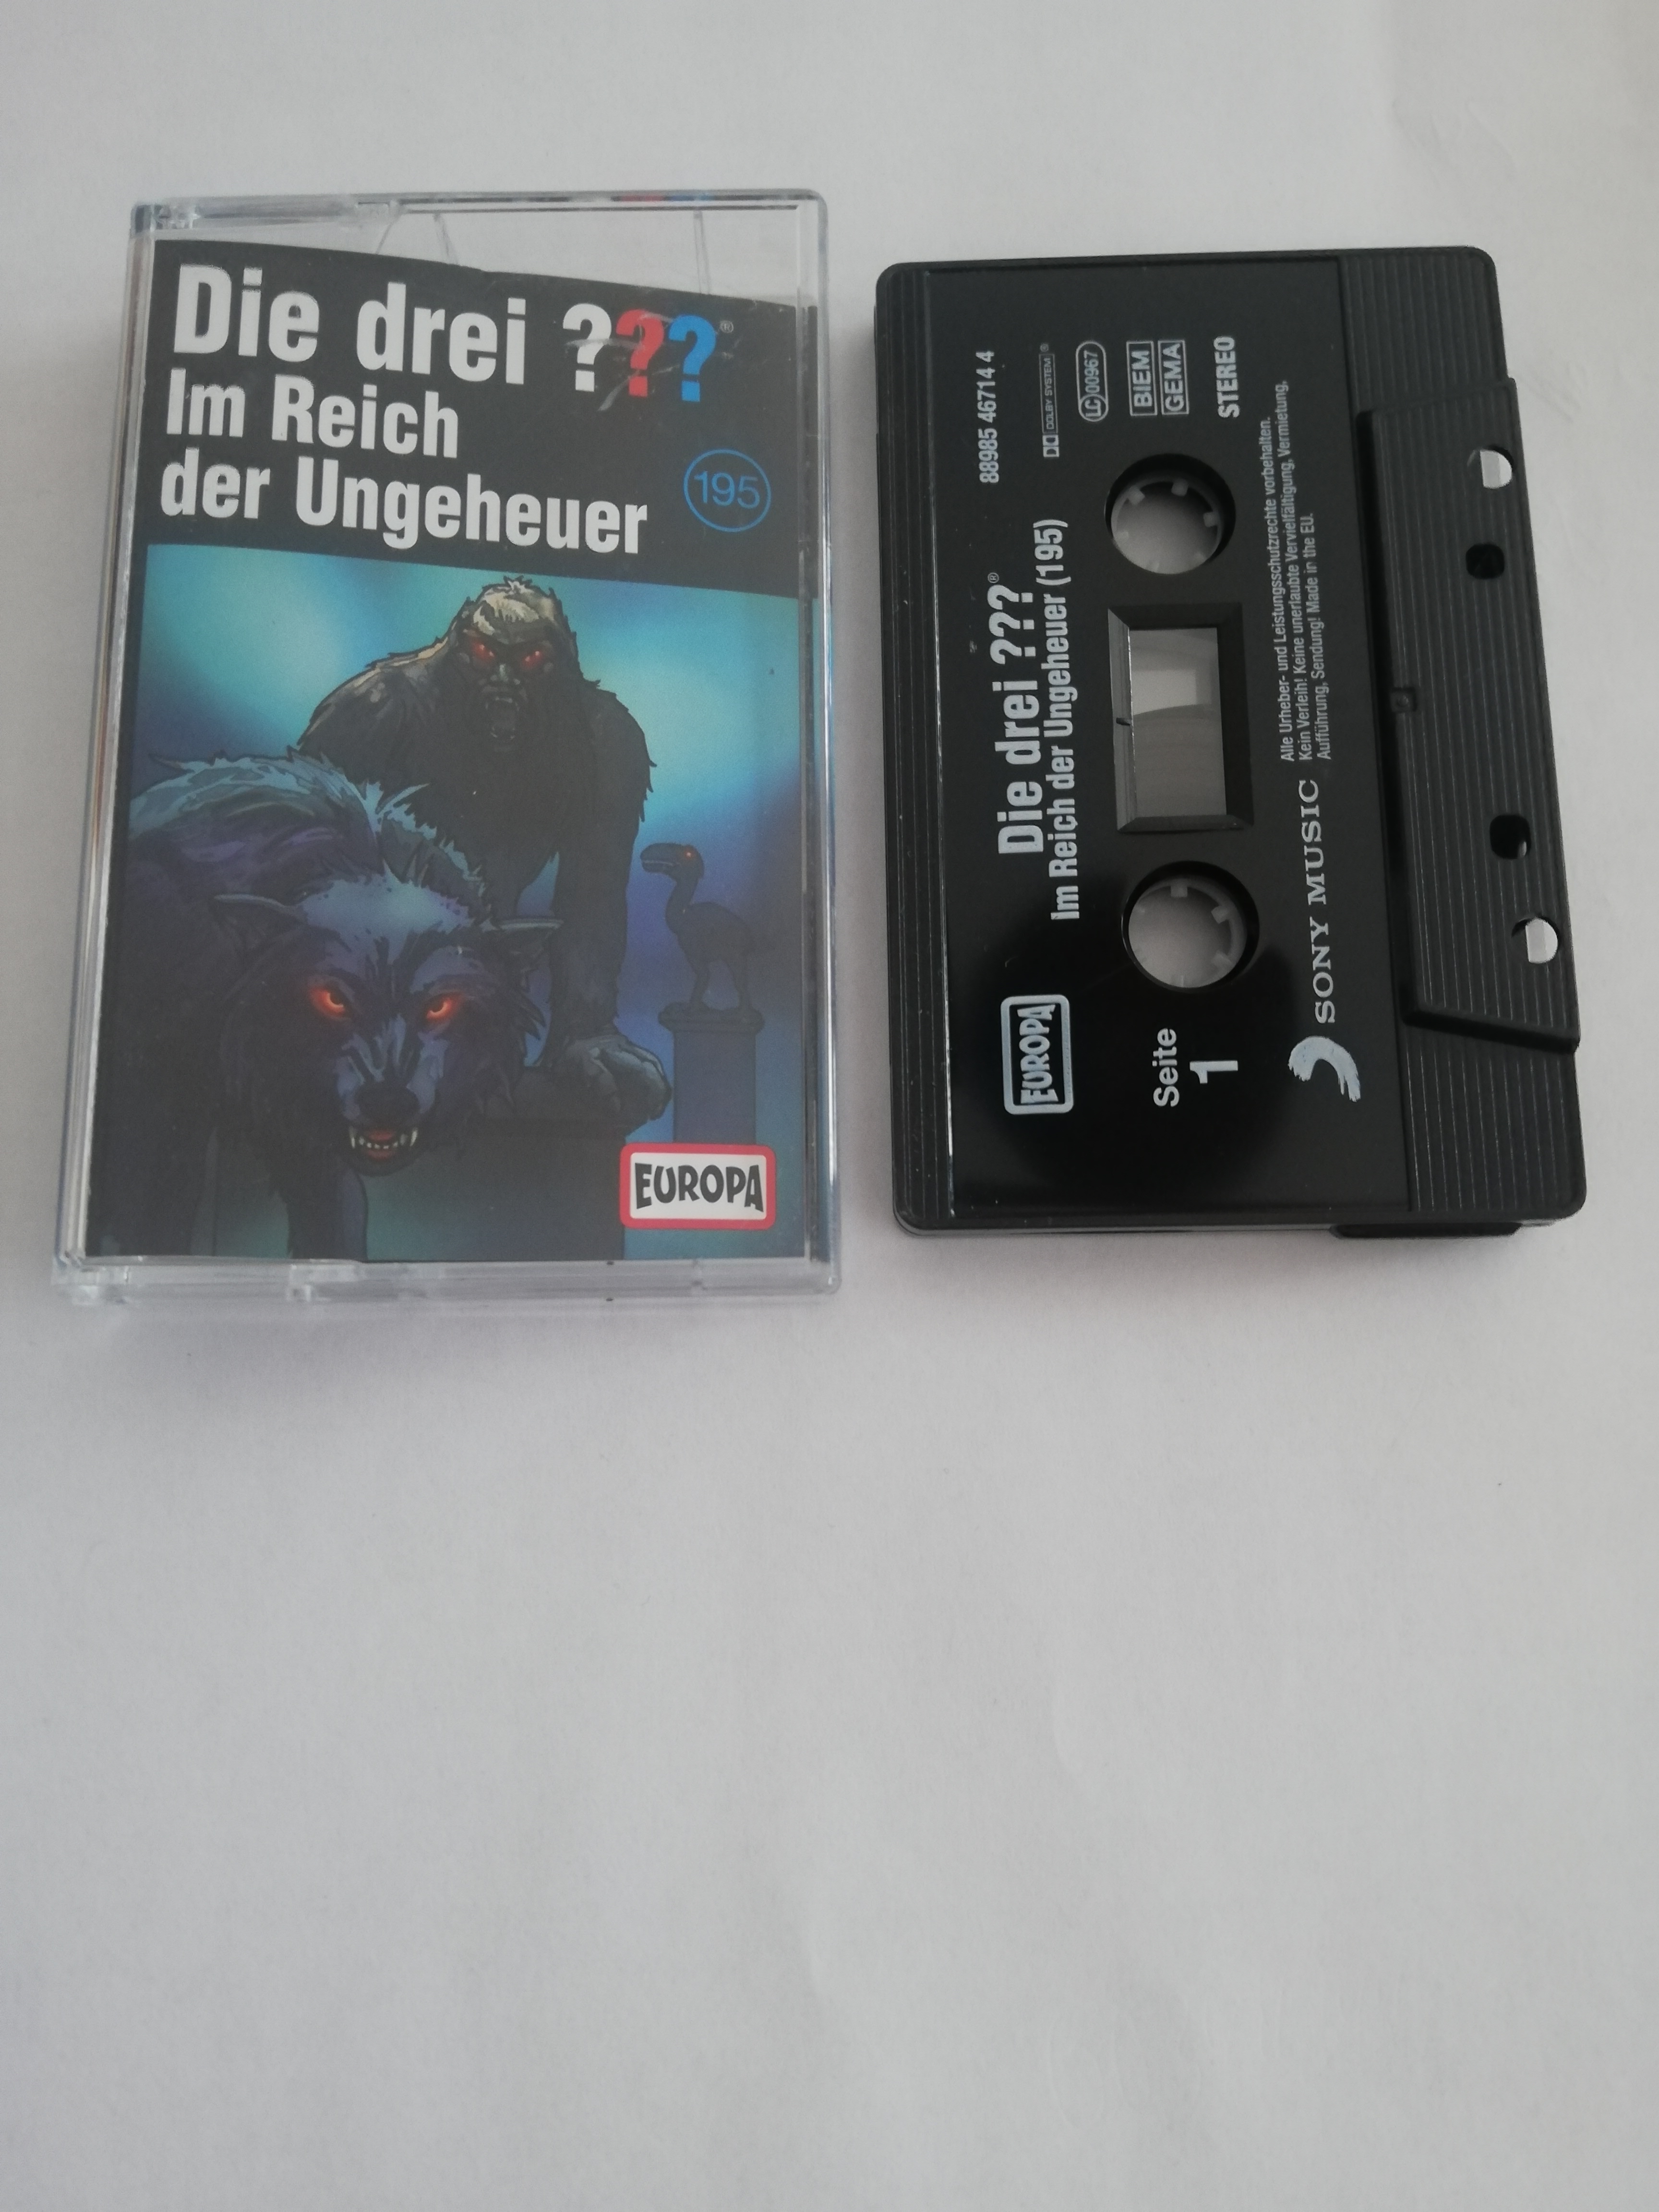 Die drei ???®
Im Reich
der Ungeheuer
195
EUROPA
88985 46714 4
Die drei ???®
Im Reich der Ungeheuer (195)
EUROPA
DOLBY SYSTEM®
LC 00967
BIEM
GEMA
STEREO
Seite
1
SONY MUSIC
Alle Urheber- und Leistungsschutzrechte vorbehalten.
Kein Verleih! Keine unerlaubte Vervielfältigung, Vermietung,
Aufführung, Sendung! Made in the EU.